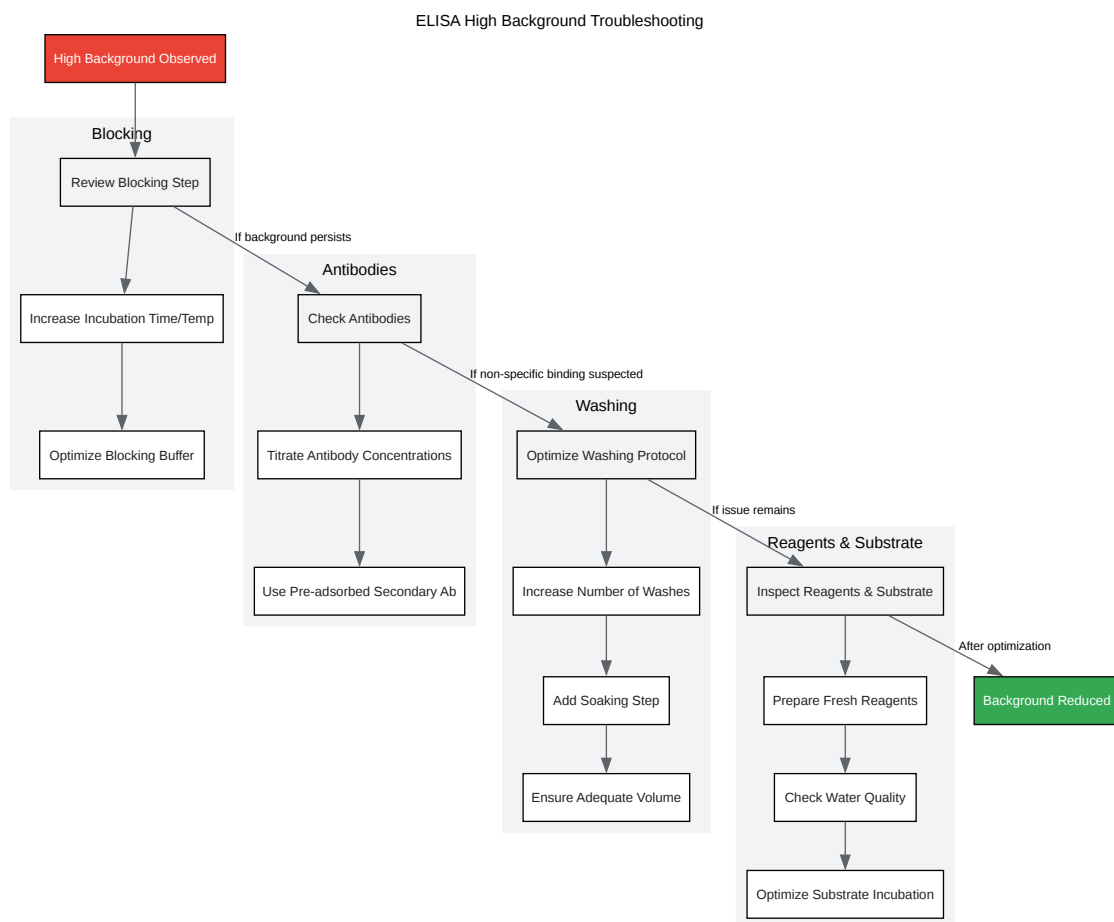 ELISA High Background Troubleshooting
High Background Observed
Blocking
Review Blocking Step
If background persists
Increase Incubation Time/Temp
Optimize Blocking Buffer
Antibodies
Check Antibodies
If non-specific binding suspected
Titrate Antibody Concentrations
Use Pre-adsorbed Secondary Ab
Washing
Optimize Washing Protocol
If issue remains
Increase Number of Washes
Add Soaking Step
Ensure Adequate Volume
Reagents & Substrate
Inspect Reagents & Substrate
After optimization
Prepare Fresh Reagents
Background Reduced
Check Water Quality
Optimize Substrate Incubation